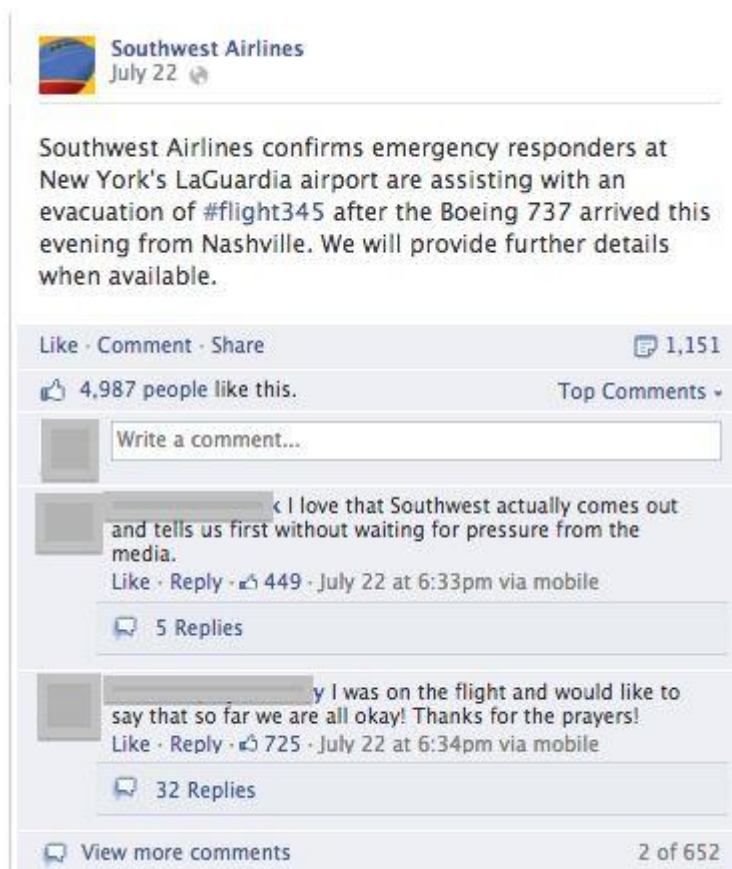 Southwest Airlines
July 22
Southwest Airlines confirms emergency responders at
New York's LaGuardia airport are assisting with an
evacuation of #flight345 after the Boeing 737 arrived this
evening from Nashville. We will provide further details
when available.
Like · Comment · Share 1,151
4,987 people like this. Top Comments
Write a comment...
k I love that Southwest actually comes out
and tells us first without waiting for pressure from the
media.
Like · Reply · 449 · July 22 at 6:33pm via mobile
5 Replies
y I was on the flight and would like to
say that so far we are all okay! Thanks for the prayers!
Like · Reply · 725 · July 22 at 6:34pm via mobile
32 Replies
View more comments 2 of 652